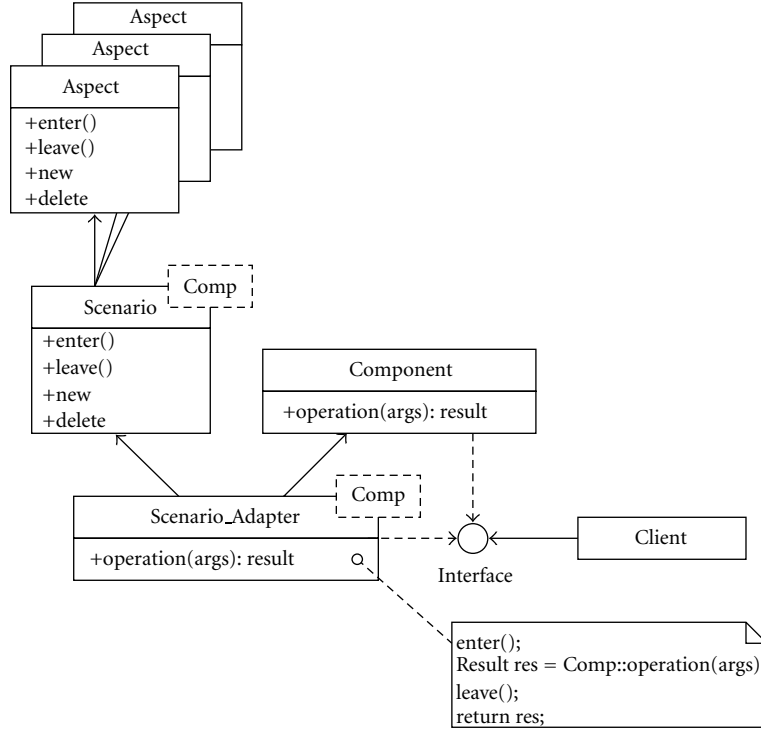 Aspect
Aspect
Aspect
+enter()
+leave()
+new
+delete
Comp
Scenario
+enter()
+leave()
+new
+delete
Component
+operation(args): result
Comp
Scenario_Adapter
+operation(args): result
Client
Interface
enter();
Result res = Comp::operation(args)
leave();
return res;